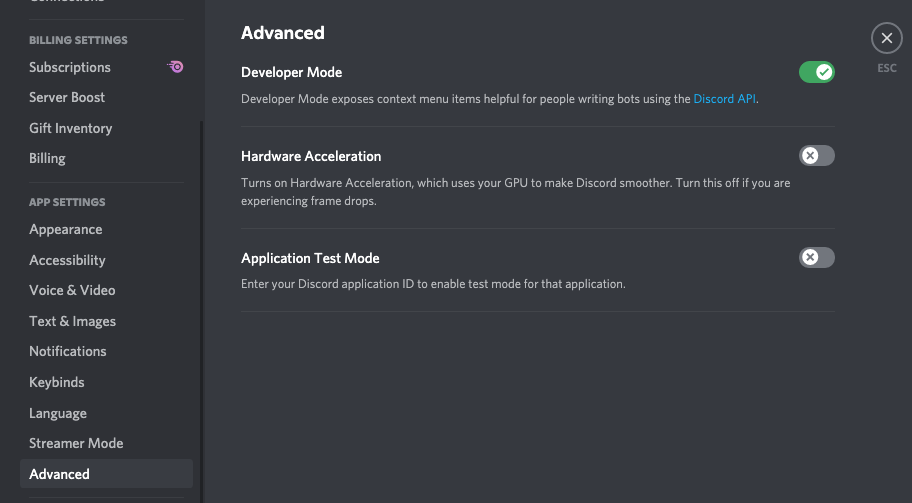 Connections
BILLING SETTINGS
Subscriptions
Server Boost
Gift Inventory
Billing
APP SETTINGS
Appearance
Accessibility
Voice & Video
Text & Images
Notifications
Keybinds
Language
Streamer Mode
Advanced
Advanced
Developer Mode
Developer Mode exposes context menu items helpful for people writing bots using the Discord API.
Hardware Acceleration
Turns on Hardware Acceleration, which uses your GPU to make Discord smoother. Turn this off if you are
experiencing frame drops.
Application Test Mode
Enter your Discord application ID to enable test mode for that application.
ESC